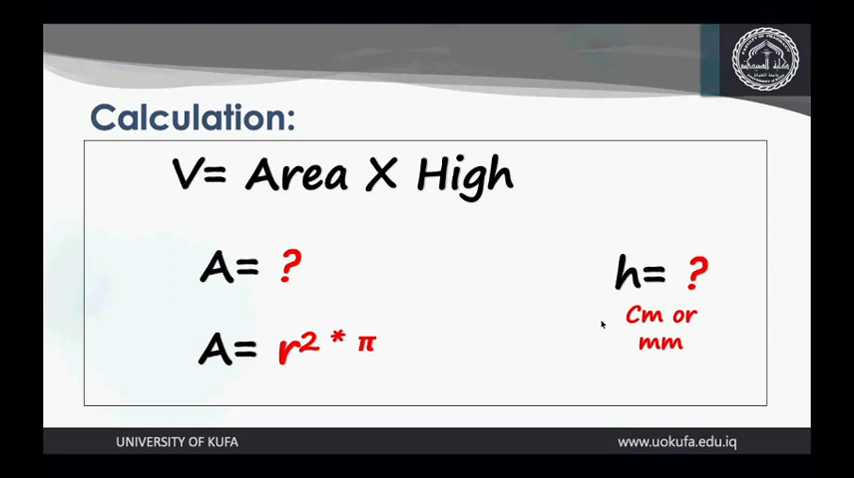 Calculation:
V= Area X High
A= ?
h= ?
Cm or
mm
A= r² * π
UNIVERSITY OF KUFA
www.uokufa.edu.iq